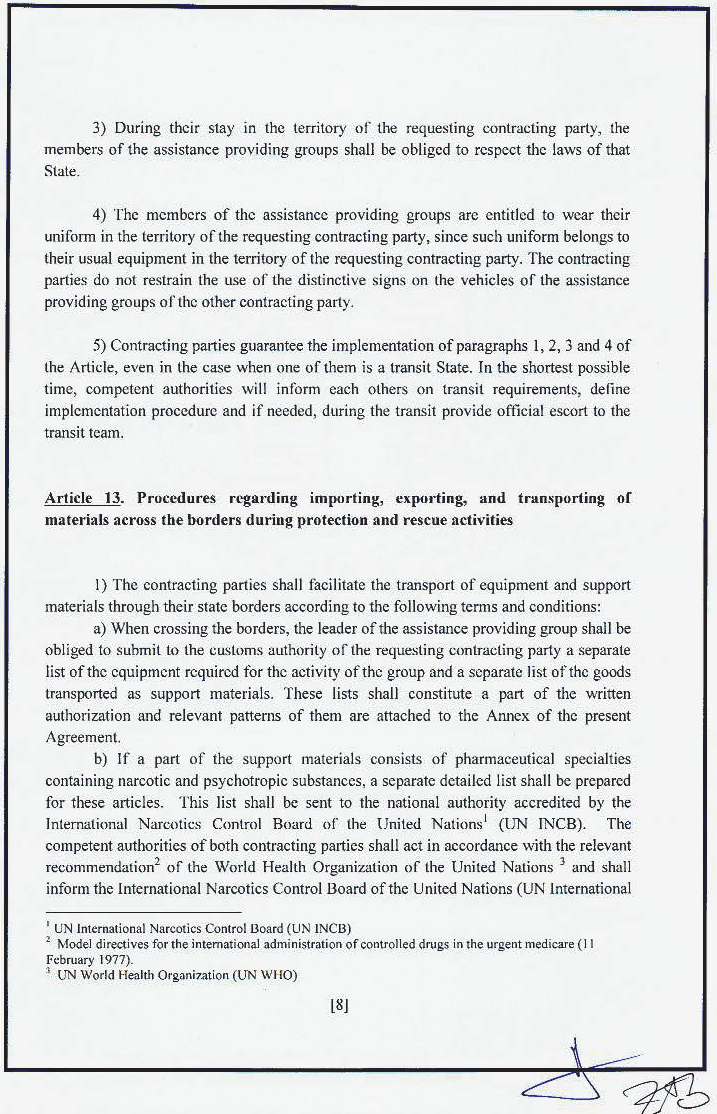 3) During their stay in the territory of the requesting contracting party, the
members of the assistance providing groups shall be obliged to respect the laws of that
State.
4) The members of the assistance providing groups are entitled to wear their
uniform in the territory of the requesting contracting party, since such uniform belongs to
their usual equipment in the territory of the requesting contracting party. The contracting
parties do not restrain the use of the distinctive signs on the vehicles of the assistance
providing groups of the other contracting party.
5) Contracting parties guarantee the implementation of paragraphs 1, 2, 3 and 4 of
the Article, even in the case when one of them is a transit State. In the shortest possible
time, competent authorities will inform each others on transit requirements, define
implementation procedure and if needed, during the transit provide official escort to the
transit team.
Article 13. Procedures regarding importing, exporting, and transporting of
materials across the borders during protection and rescue activities
1) The contracting parties shall facilitate the transport of equipment and support
materials through their state borders according to the following terms and conditions:
a) When crossing the borders, the leader of the assistance providing group shall be
obliged to submit to the customs authority of the requesting contracting party a separate
list of the equipment required for the activity of the group and a separate list of the goods
transported as support materials. These lists shall constitute a part of the written
authorization and relevant patterns of them are attached to the Annex of the present
Agreement.
b) If a part of the support materials consists of pharmaceutical specialties
containing narcotic and psychotropic substances, a separate detailed list shall be prepared
for these articles. This list shall be sent to the national authority accredited by the
International Narcotics Control Board of the United Nations¹ (UN INCB). The
competent authorities of both contracting parties shall act in accordance with the relevant
recommendation² of the World Health Organization of the United Nations ³ and shall
inform the International Narcotics Control Board of the United Nations (UN International
¹ UN International Narcotics Control Board (UN INCB)
² Model directives for the international administration of controlled drugs in the urgent medicare (11
February 1977).
³ UN World Health Organization (UN WHO)
[8]